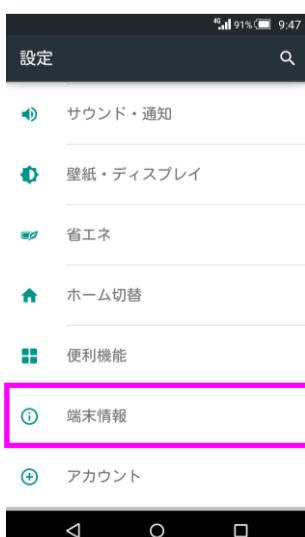 4G 91% 9:47
設定
サウンド・通知
壁紙・ディスプレイ
省エネ
ホーム切替
便利機能
端末情報
アカウント